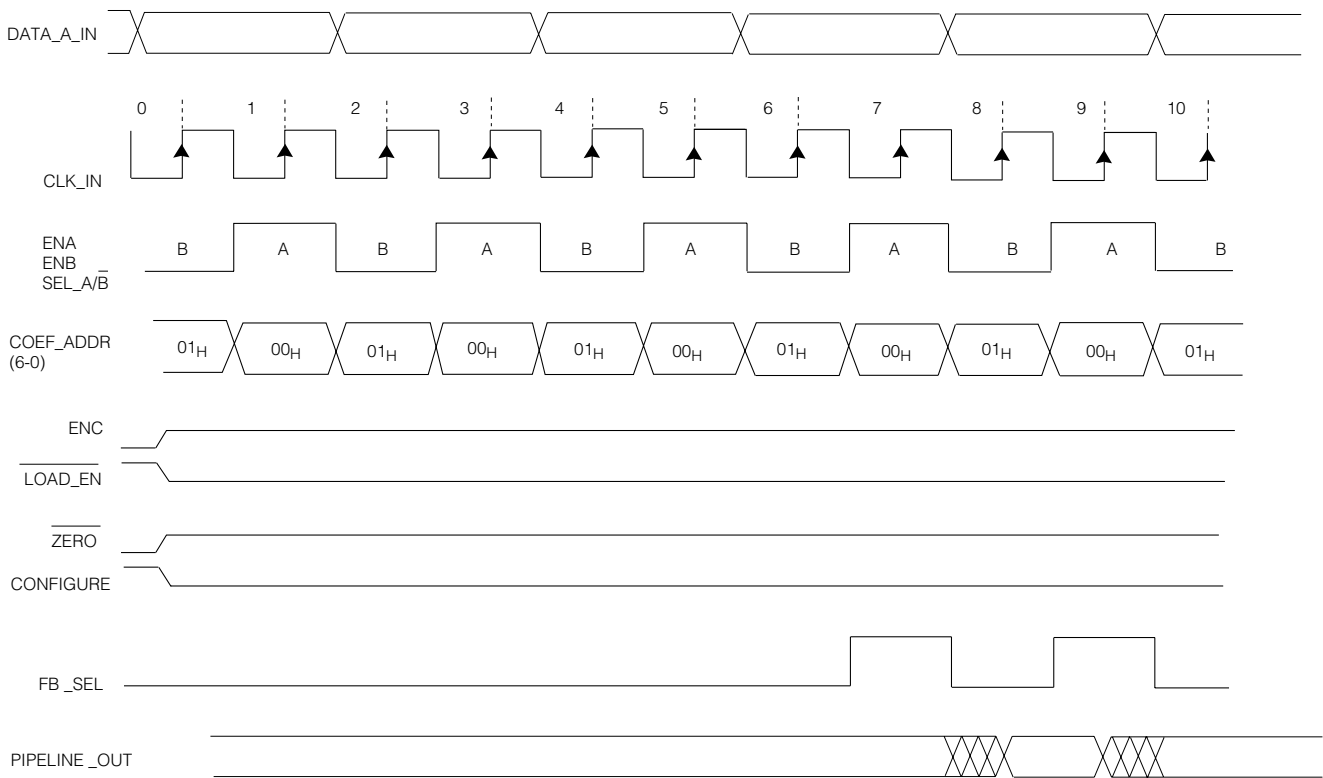 DATA_A_IN
0 1 2 3 4 5 6 7 8 9 10
CLK_IN
ENA
ENB
SEL_A/B̅
B A B A B A B A B A B
COEF_ADDR
(6-0)
01H 00H 01H 00H 01H 00H 01H 00H 01H 00H 01H
ENC
LOAD_EN
ZERO
CONFIGURE
FB _SEL
PIPELINE _OUT